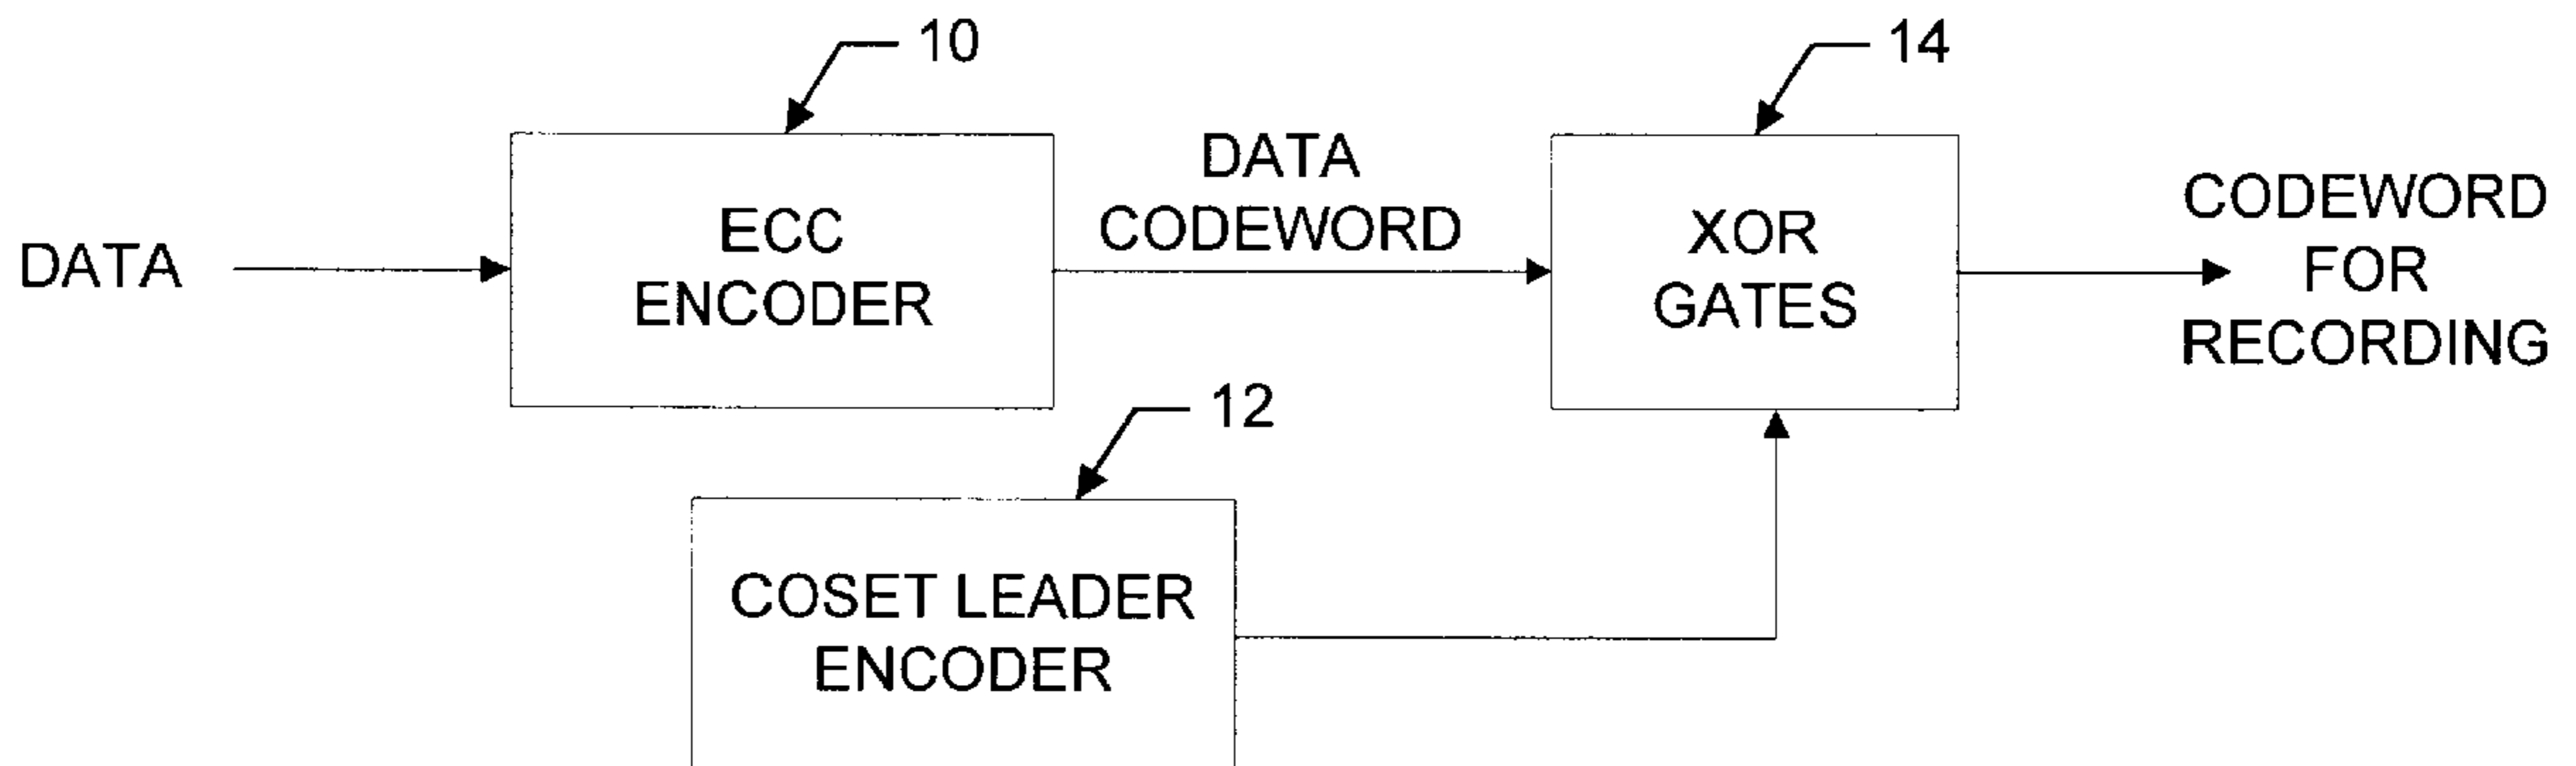 10
14
DATA
ECC
ENCODER
DATA
CODEWORD
XOR
GATES
CODEWORD
FOR
RECORDING
12
COSET LEADER
ENCODER